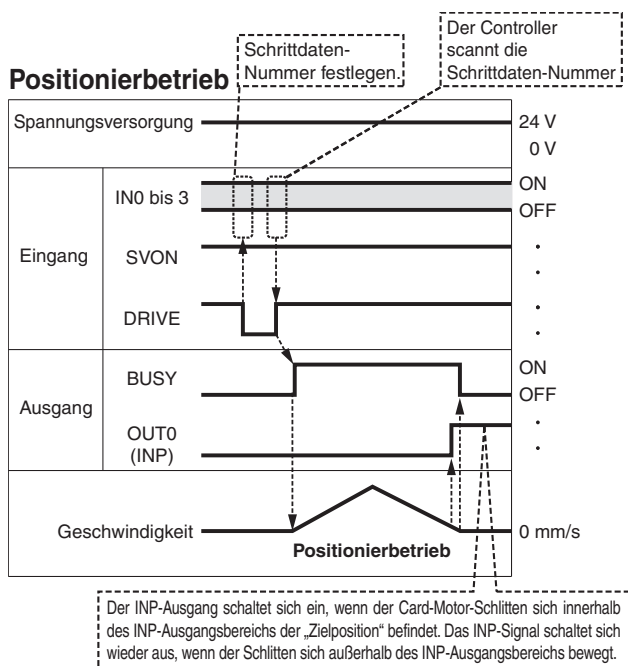 Schrittdaten-
Nummer festlegen.
Der Controller
scannt die
Schrittdaten-Nummer
Positionierbetrieb
Spannungsversorgung
24 V
0 V
Eingang
IN0 bis 3
ON
OFF
SVON
DRIVE
Ausgang
BUSY
ON
OFF
OUT0
(INP)
Geschwindigkeit
0 mm/s
Positionierbetrieb
Der INP-Ausgang schaltet sich ein, wenn der Card-Motor-Schlitten sich innerhalb
des INP-Ausgangsbereichs der „Zielposition“ befindet. Das INP-Signal schaltet sich
wieder aus, wenn der Schlitten sich außerhalb des INP-Ausgangsbereichs bewegt.